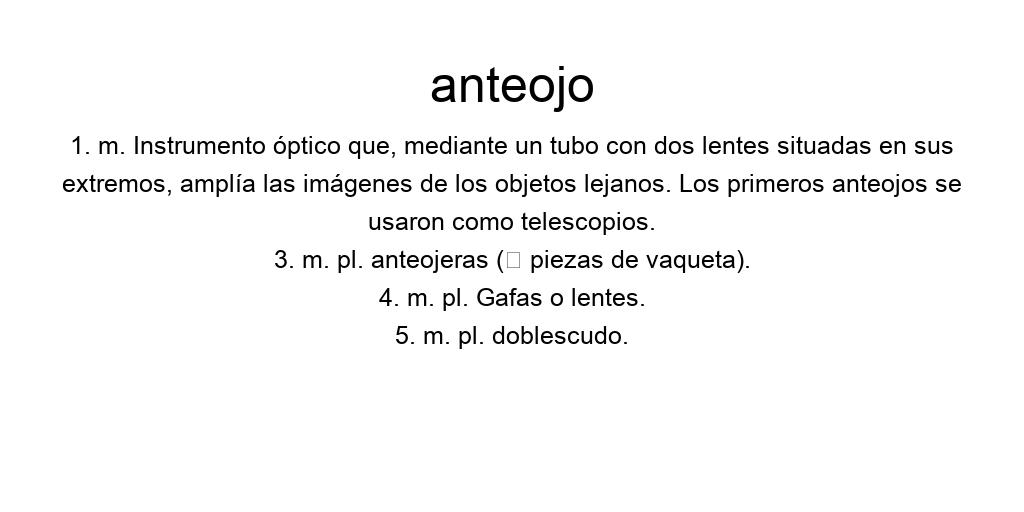 anteojo
1. m. Instrumento óptico que, mediante un tubo con dos lentes situadas en sus
extremos, amplía las imágenes de los objetos lejanos. Los primeros anteojos se
usaron como telescopios.
3. m. pl. anteojeras (□ piezas de vaqueta).
4. m. pl. Gafas o lentes.
5. m. pl. doblescudo.